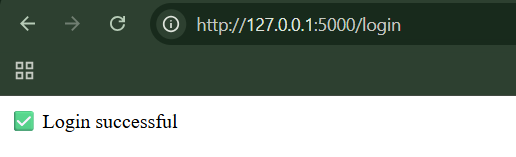 http://127.0.0.1:5000/login
✅ Login successful